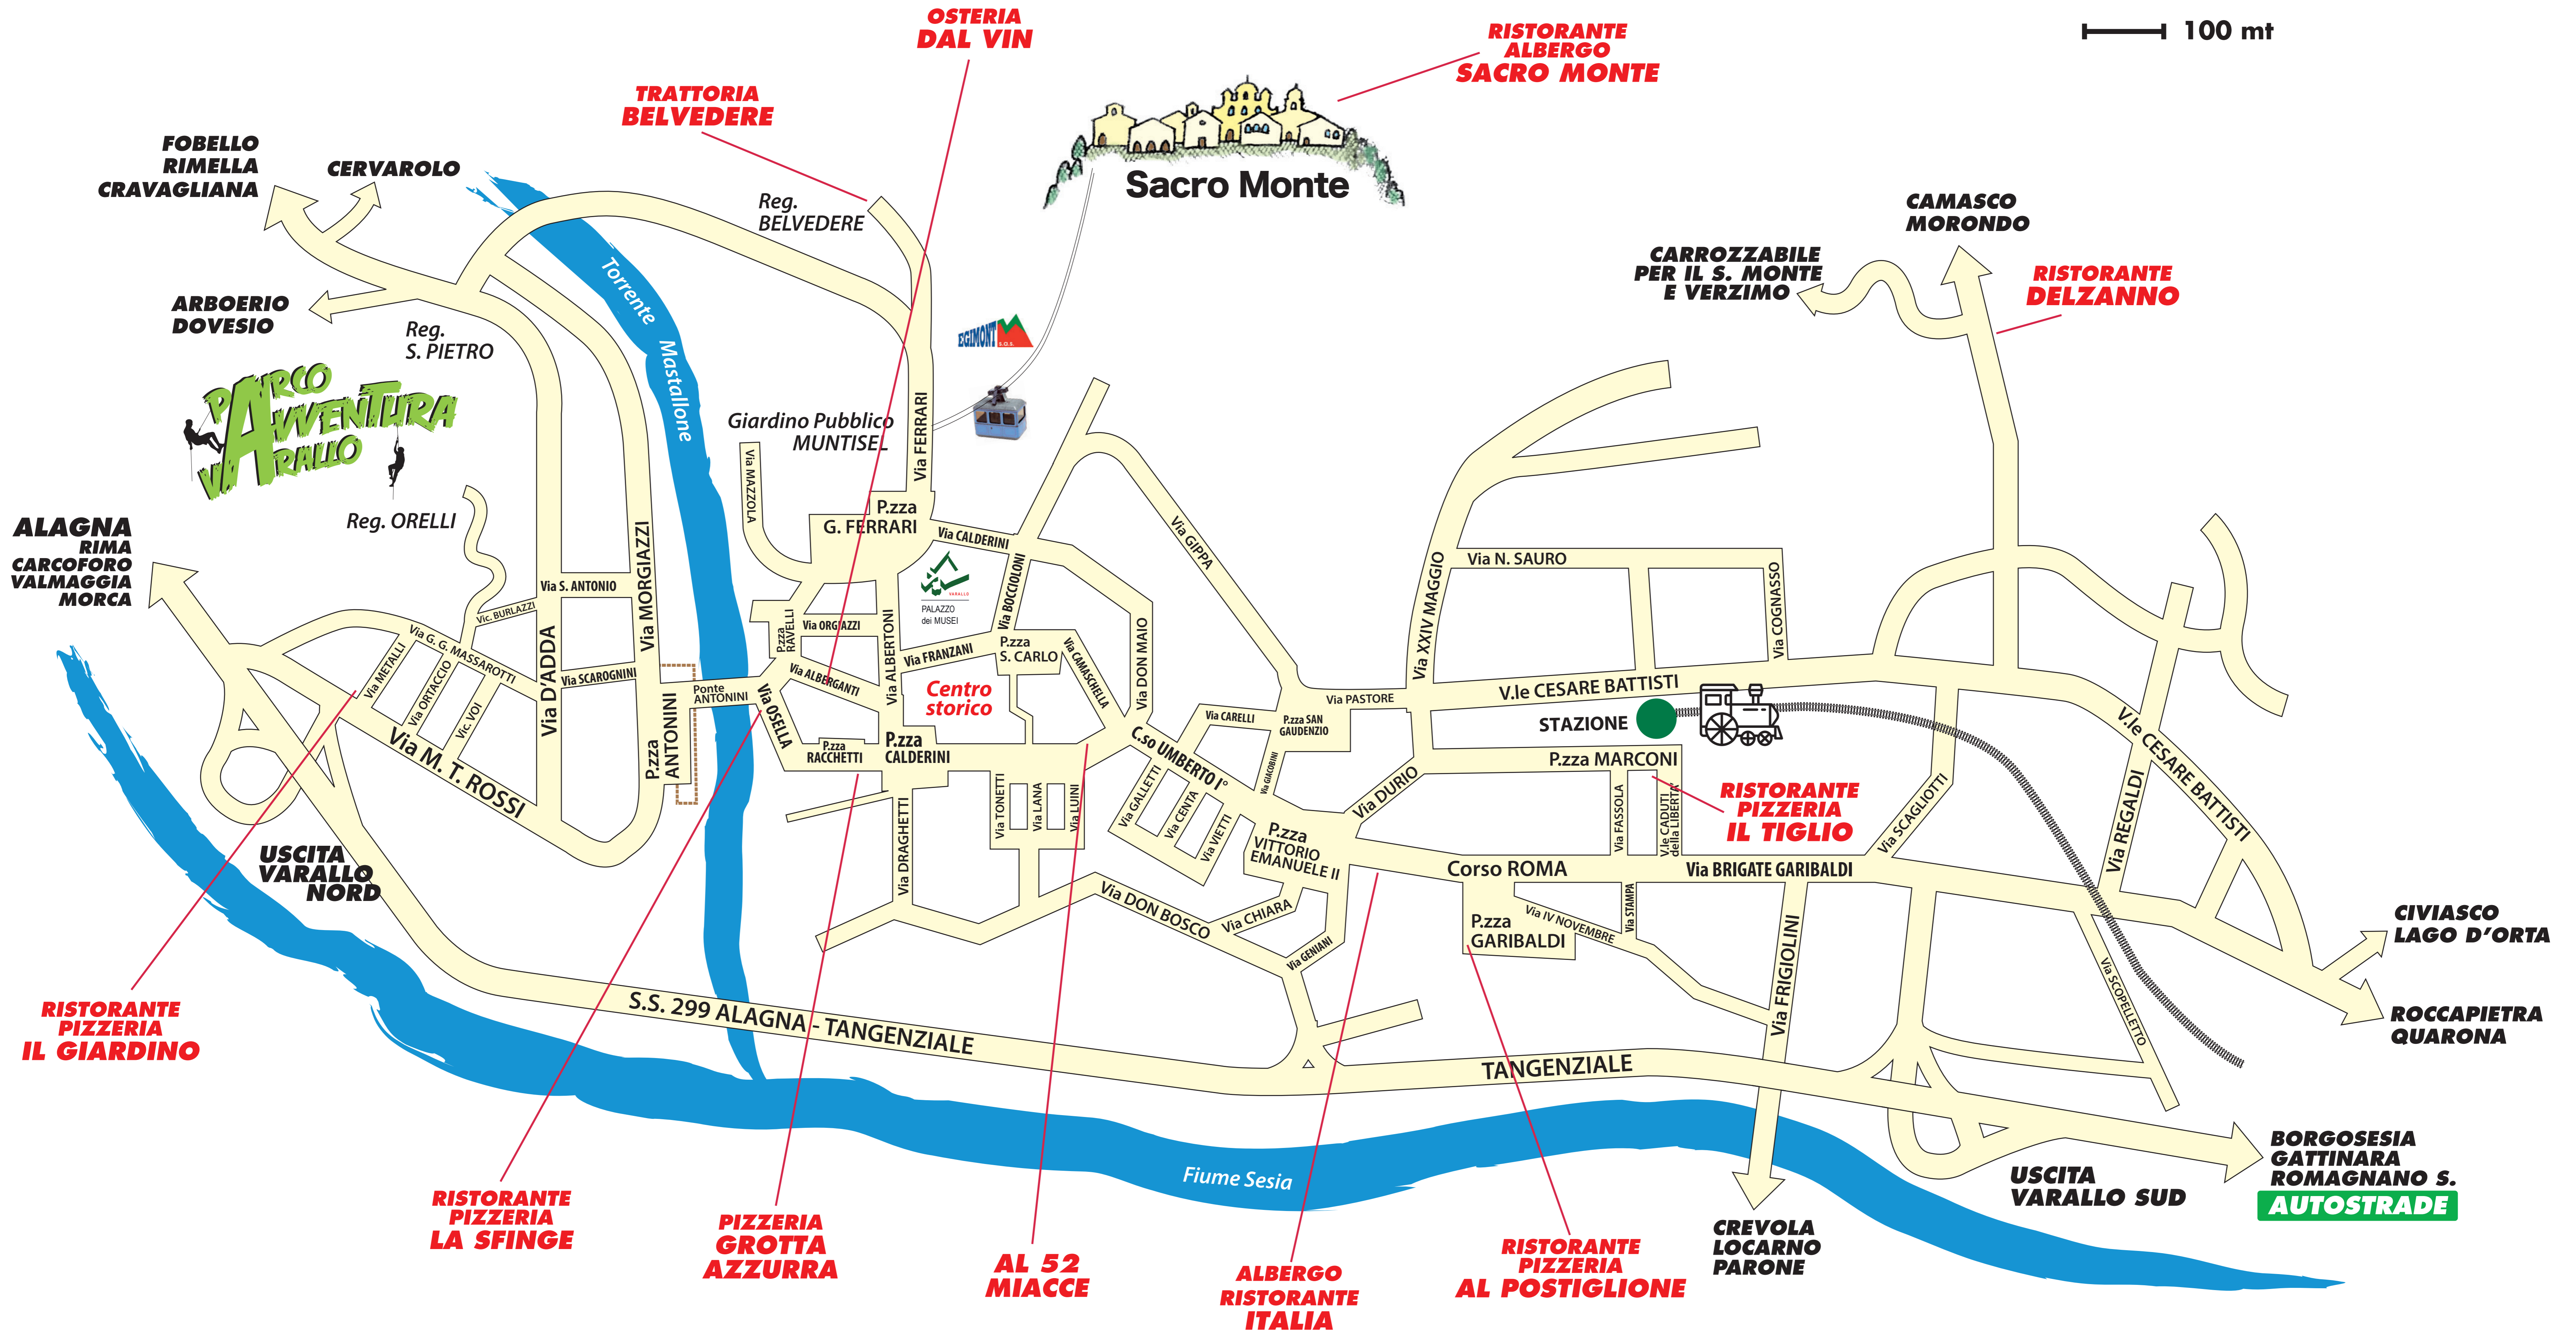 OSTERIA
DAL VIN
RISTORANTE
ALBERGO
SACRO MONTE
100 mt
TRATTORIA
BELVEDERE
Sacro Monte
FOBELLO
RIMELLA
CRAVAGLIANA
CERVAROLO
Reg.
BELVEDERE
CAMASCO
MORONDO
CARROZZABILE
PER IL S. MONTE
E VERZIMO
RISTORANTE
DELZANNO
ARBOERIO
DOVESIO
Reg.
S. PIETRO
Torrente
Mastallone
EGIMONT
S.O.S.
PARCO
AVVENTURA
VARALLO
Giardino Pubblico
MUNTISEL
Via FERRARI
Via MAZZOLA
Reg. ORELLI
ALAGNA
RIMA
CARCOFORO
VALMAGGIA
MORCA
P.zza
G. FERRARI
Via CALDERINI
Via GIPPA
Via BOCCIOLONI
VARALLO
PALAZZO
dei MUSEI
Via XXIV MAGGIO
Via N. SAURO
Via COGNASSO
Via S. ANTONIO
Via MORGIAZZI
Vic. BURLAZZI
Via G. G. MASSAROTTI
Via METALLI
Via ORTACCIO
Vic. VOI
Via D'ADDA
Via SCAROGNINI
P.zza
RAVELLI
Via ORGIAZZI
Via ALBERTONI
Via FRANZANI
P.zza
S. CARLO
Via CAMASCHELLA
Via DON MAIO
Via ALBERGANTI
Ponte
ANTONINI
Via OSELLA
P.zza
ANTONINI
Centro
storico
Via M. T. ROSSI
P.zza
RACCHETTI
P.zza
CALDERINI
C.so UMBERTO I°
Via CARELLI
P.zza SAN
GAUDENZIO
Via PASTORE
V.le CESARE BATTISTI
STAZIONE
V.le CESARE BATTISTI
Via GIACOBINI
Via DURIO
P.zza MARCONI
Via GALLETTI
Via CENTA
Via VIETTI
Via TONETTI
Via LANA
Via LUINI
Via DRAGHETTI
P.zza
VITTORIO
EMANUELE II
Via FASSOLA
V.le CADUTI
della LIBERTA'
RISTORANTE
PIZZERIA
IL TIGLIO
Via SCAGLIOTTI
Via REGALDI
USCITA
VARALLO
NORD
Corso ROMA
Via BRIGATE GARIBALDI
Via DON BOSCO
Via CHIARA
Via GENIANI
P.zza
GARIBALDI
Via IV NOVEMBRE
Via STAMPA
Via FRIGIOLINI
Via SCOPELLETTO
CIVIASCO
LAGO D'ORTA
ROCCAPIETRA
QUARONA
RISTORANTE
PIZZERIA
IL GIARDINO
S.S. 299 ALAGNA - TANGENZIALE
TANGENZIALE
Fiume Sesia
RISTORANTE
PIZZERIA
LA SFINGE
PIZZERIA
GROTTA
AZZURRA
AL 52
MIACCE
ALBERGO
RISTORANTE
ITALIA
RISTORANTE
PIZZERIA
AL POSTIGLIONE
CREVOLA
LOCARNO
PARONE
USCITA
VARALLO SUD
BORGOSESIA
GATTINARA
ROMAGNANO S.
AUTOSTRADE